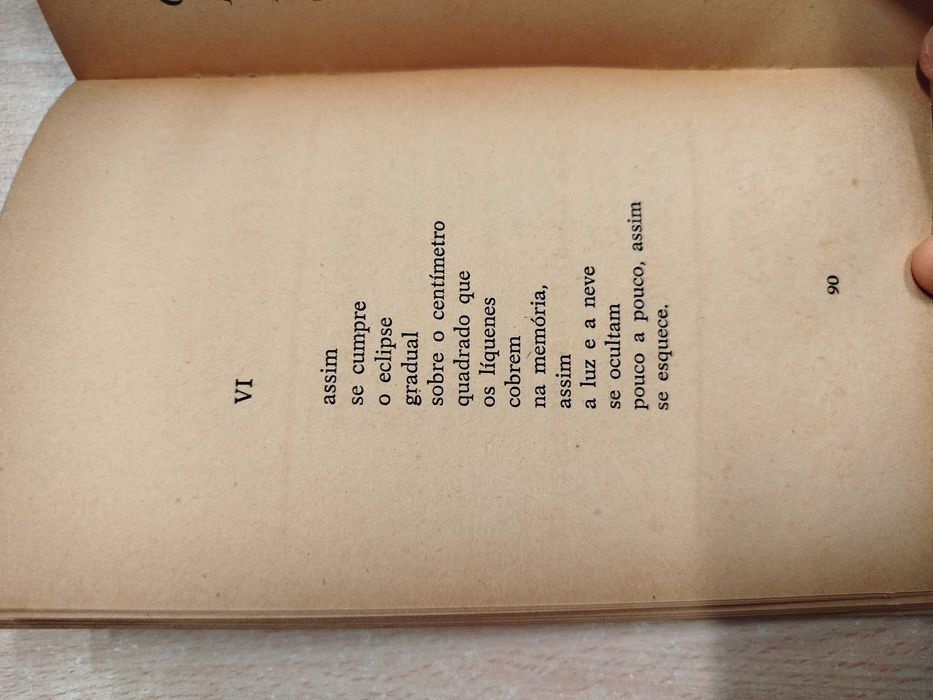 VI
assim
se cumpre
o eclipse
gradual
sobre o centímetro
quadrado que
os líquenes
cobrem
na memória,
assim
a luz e a neve
se ocultam
pouco a pouco, assim
se esquece.
90